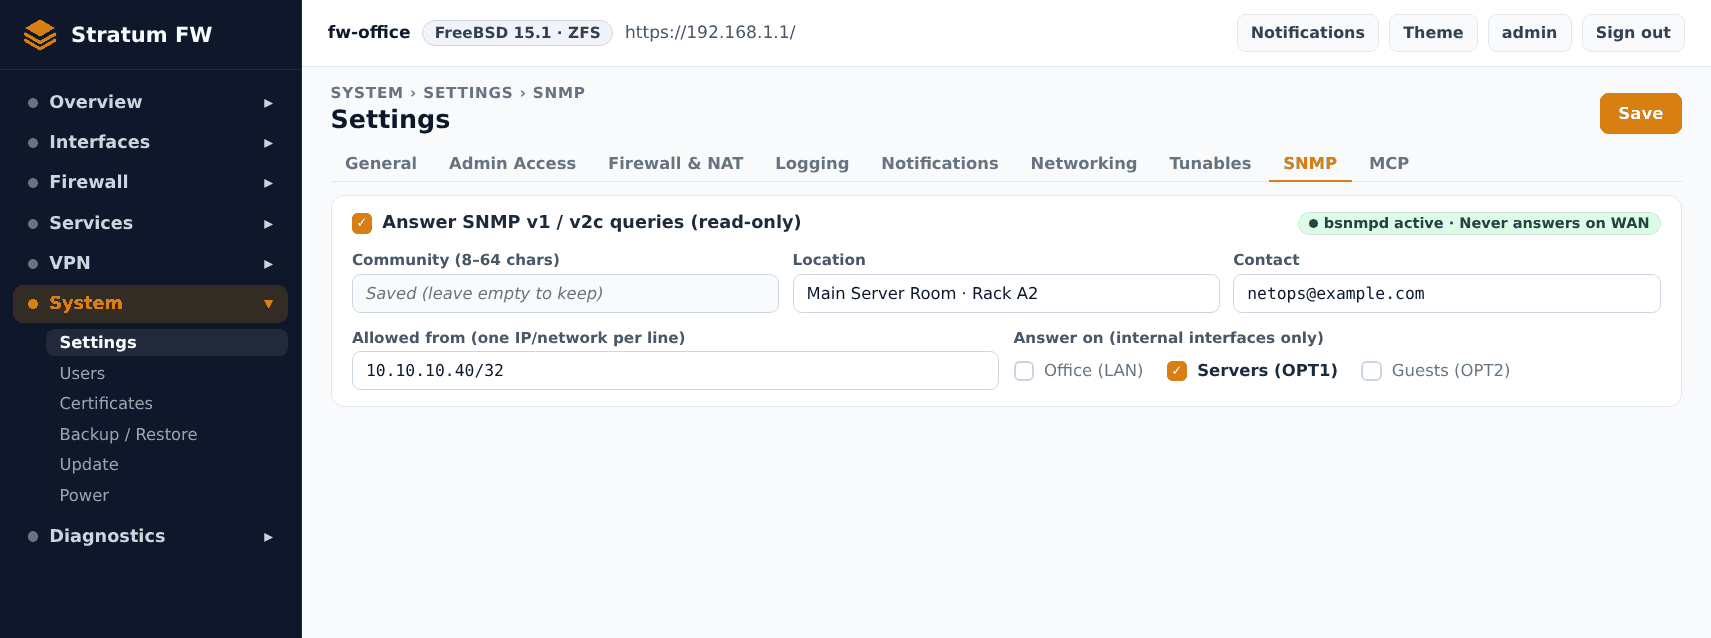 Stratum FW
fw-office
FreeBSD 15.1 · ZFS
https://192.168.1.1/
Notifications
Theme
admin
Sign out
Overview
Interfaces
Firewall
Services
VPN
System
Settings
Users
Certificates
Backup / Restore
Update
Power
Diagnostics
SYSTEM › SETTINGS › SNMP
Settings
Save
General
Admin Access
Firewall & NAT
Logging
Notifications
Networking
Tunables
SNMP
MCP
Answer SNMP v1 / v2c queries (read-only)
bsnmpd active · Never answers on WAN
Community (8–64 chars)
Saved (leave empty to keep)
Location
Main Server Room · Rack A2
Contact
netops@example.com
Allowed from (one IP/network per line)
10.10.10.40/32
Answer on (internal interfaces only)
Office (LAN)
Servers (OPT1)
Guests (OPT2)